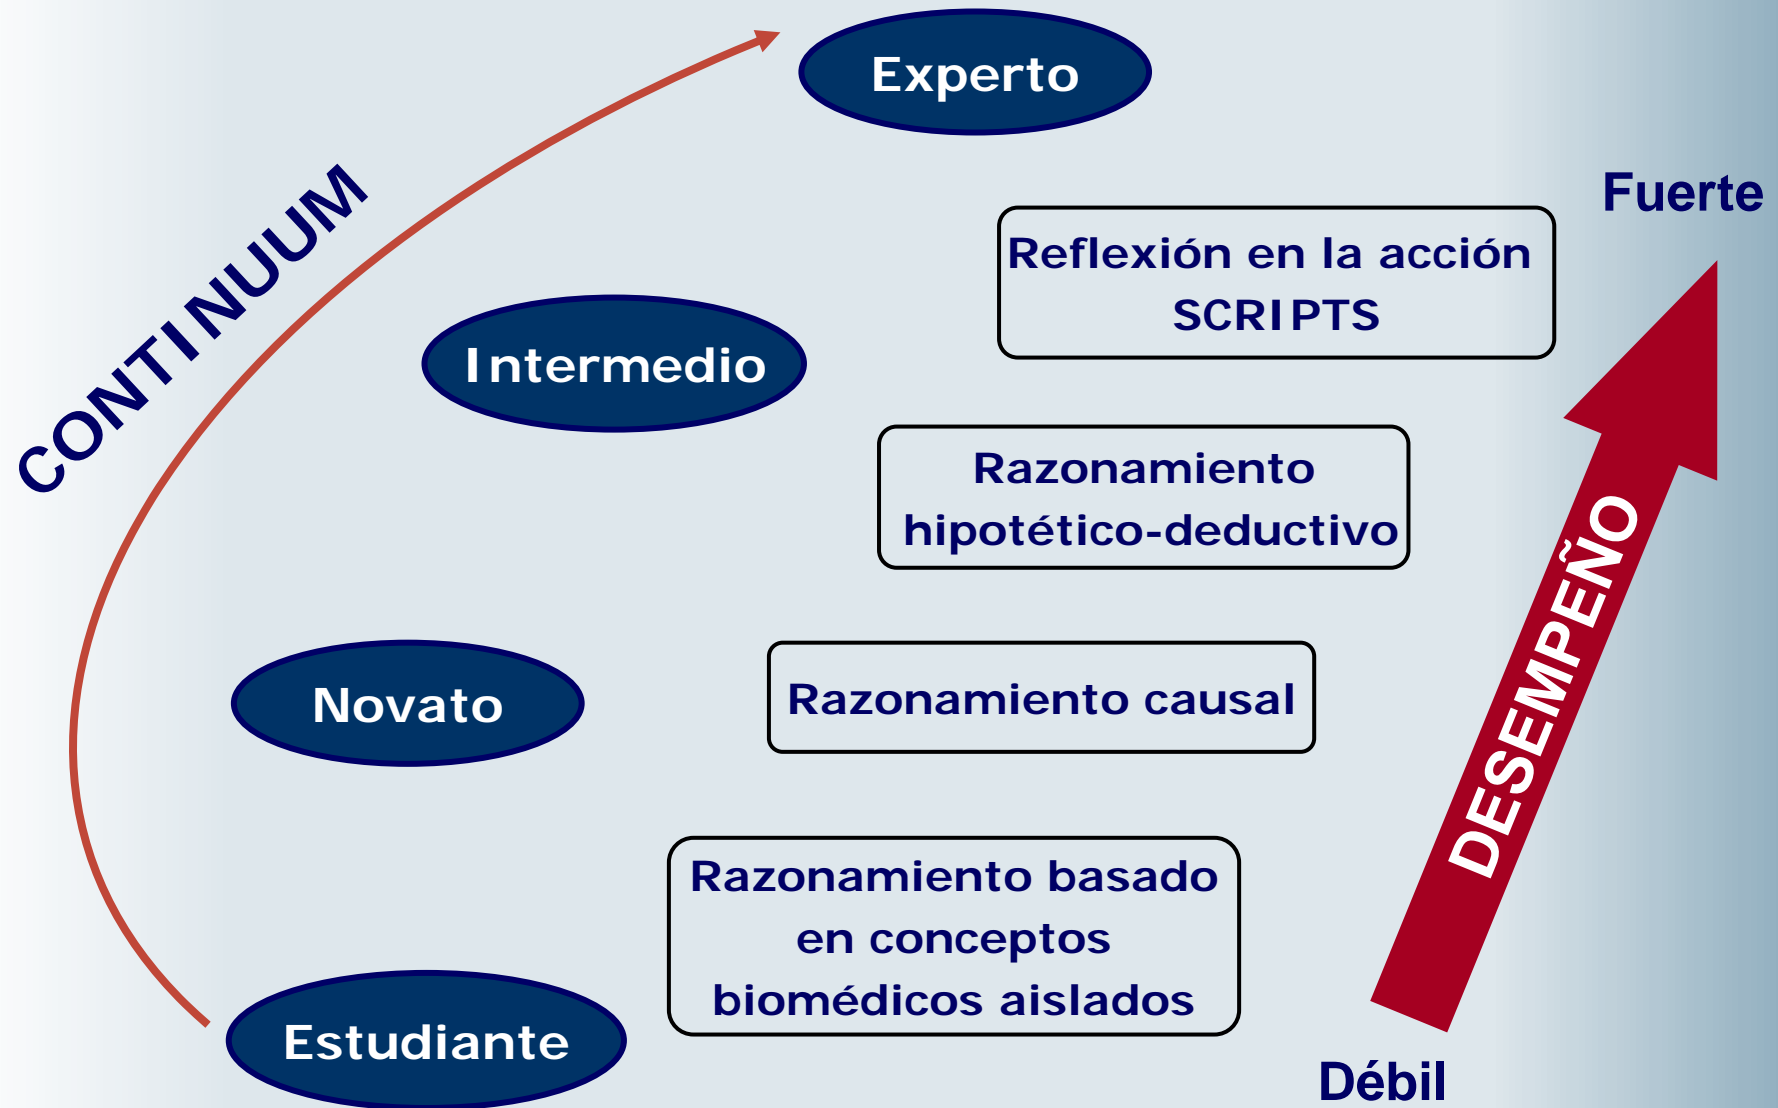 Experto
CONTINUUM
Fuerte
Reflexión en la acción
SCRIPTS
Intermedio
Razonamiento
hipotético-deductivo
DESEMPEÑO
Novato
Razonamiento causal
Razonamiento basado
en conceptos
biomédicos aislados
Estudiante
Débil